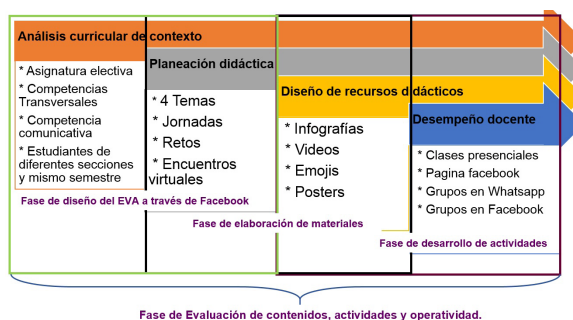 Análisis curricular de contexto
* Asignatura electiva
* Competencias
Transversales
* Competencia
comunicativa
* Estudiantes de
diferentes secciones
y mismo semestre
Planeación didáctica
* 4 Temas
* Jornadas
* Retos
* Encuentros
virtuales
Diseño de recursos didácticos
* Infografías
* Videos
* Emojis
* Posters
Desempeño docente
* Clases presenciales
* Pagina facebook
* Grupos en Whatsapp
* Grupos en Facebook
Fase de diseño del EVA a través de Facebook
Fase de elaboración de materiales
Fase de desarrollo de actividades
Fase de Evaluación de contenidos, actividades y operatividad.